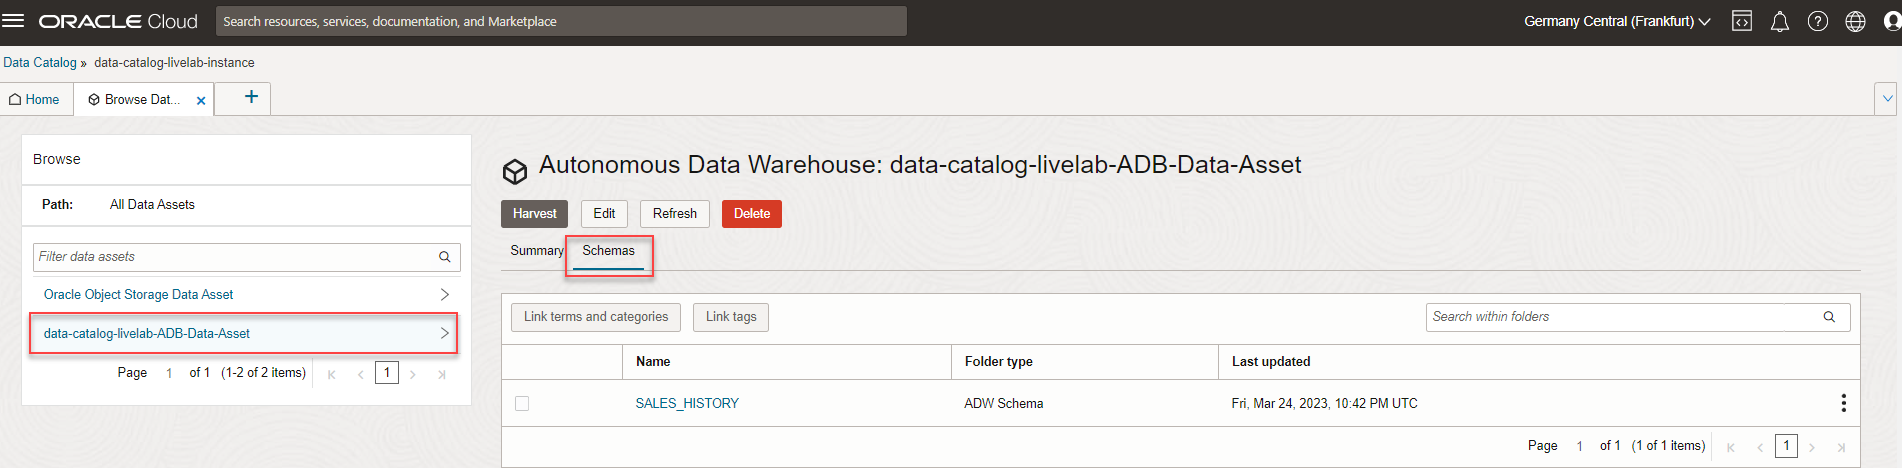 ORACLE Cloud
Search resources, services, documentation, and Marketplace
Germany Central (Frankfurt)
Data Catalog » data-catalog-livelab-instance
Home
Browse Dat...
Browse
Path: All Data Assets
Filter data assets
Oracle Object Storage Data Asset
data-catalog-livelab-ADB-Data-Asset
Page 1 of 1 (1-2 of 2 items) 1
Autonomous Data Warehouse: data-catalog-livelab-ADB-Data-Asset
Harvest Edit Refresh Delete
Summary Schemas
Link terms and categories Link tags
Search within folders
Name Folder type Last updated
SALES_HISTORY ADW Schema Fri, Mar 24, 2023, 10:42 PM UTC
Page 1 of 1 (1 of 1 items) 1